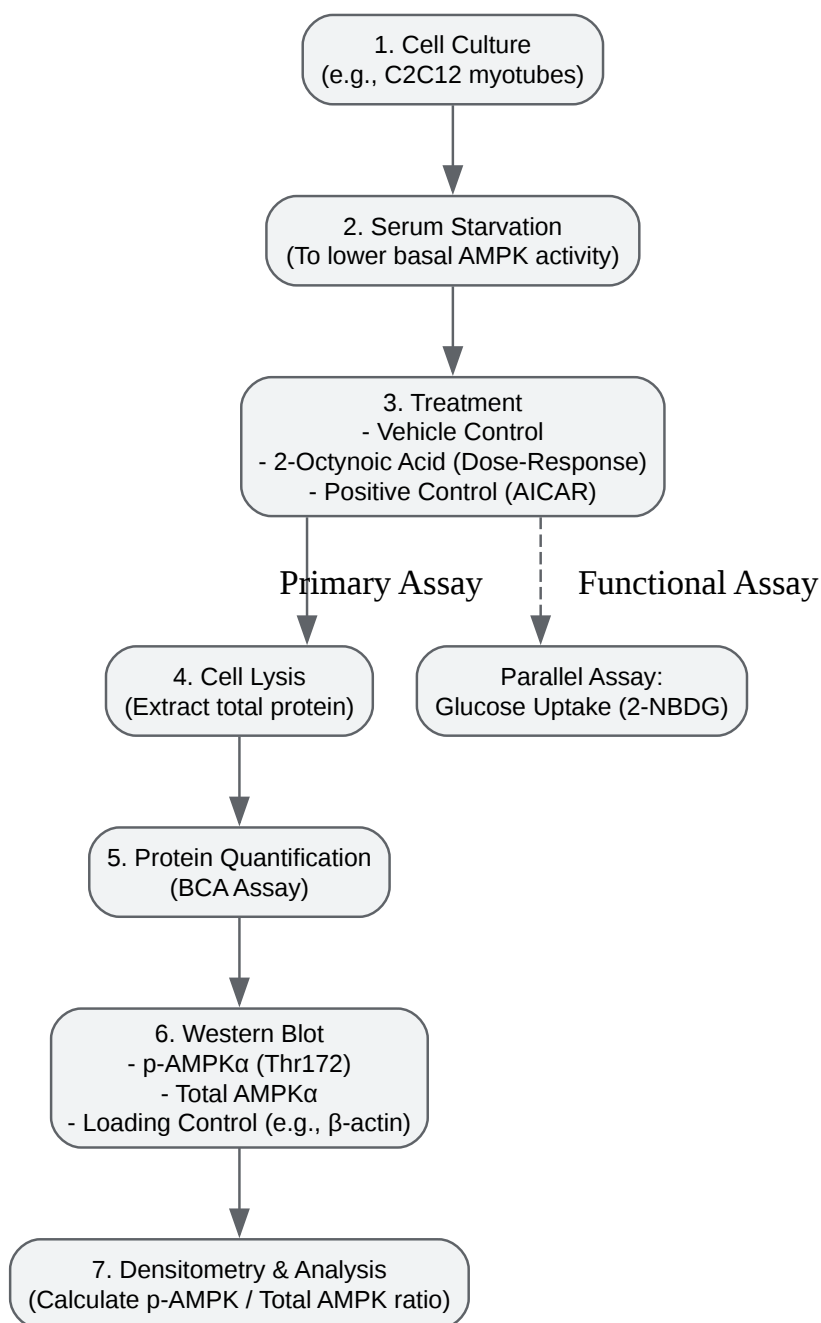 1. Cell Culture
(e.g., C2C12 myotubes)
2. Serum Starvation
(To lower basal AMPK activity)
3. Treatment
- Vehicle Control
- 2-Octynoic Acid (Dose-Response)
- Positive Control (AICAR)
Primary Assay
Functional Assay
4. Cell Lysis
(Extract total protein)
Parallel Assay:
Glucose Uptake (2-NBDG)
5. Protein Quantification
(BCA Assay)
6. Western Blot
- p-AMPKα (Thr172)
- Total AMPKα
- Loading Control (e.g., β-actin)
7. Densitometry & Analysis
(Calculate p-AMPK / Total AMPK ratio)